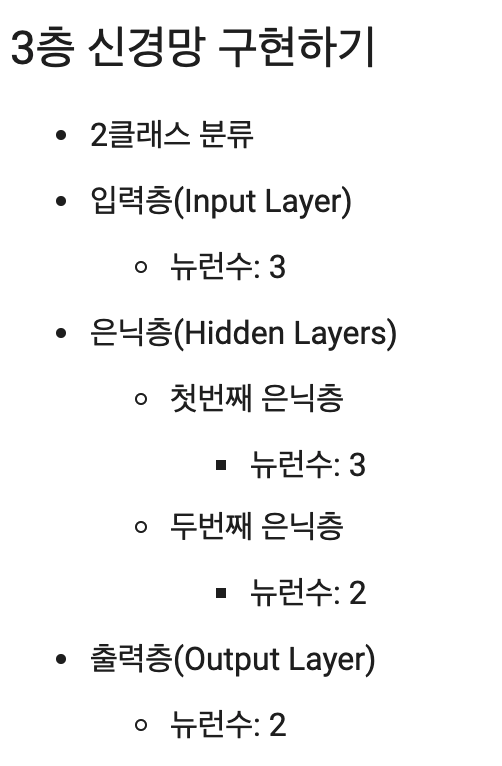 3층 신경망 구현하기
2클래스 분류
입력층(Input Layer)
뉴런수: 3
은닉층(Hidden Layers)
첫번째 은닉층
뉴런수: 3
두번째 은닉층
뉴런수: 2
출력층(Output Layer)
뉴런수: 2